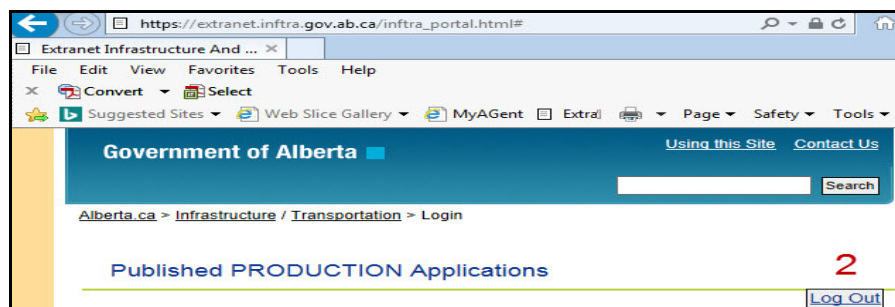 https://extranet.inftra.gov.ab.ca/inftra_portal.html#
Extranet Infrastructure And ... ×
File Edit View Favorites Tools Help
× Convert Select
Suggested Sites Web Slice Gallery MyAGent Extra Page Safety Tools
Government of Alberta Using this Site Contact Us
Search
Alberta.ca > Infrastructure / Transportation > Login
Published PRODUCTION Applications 2
Log Out